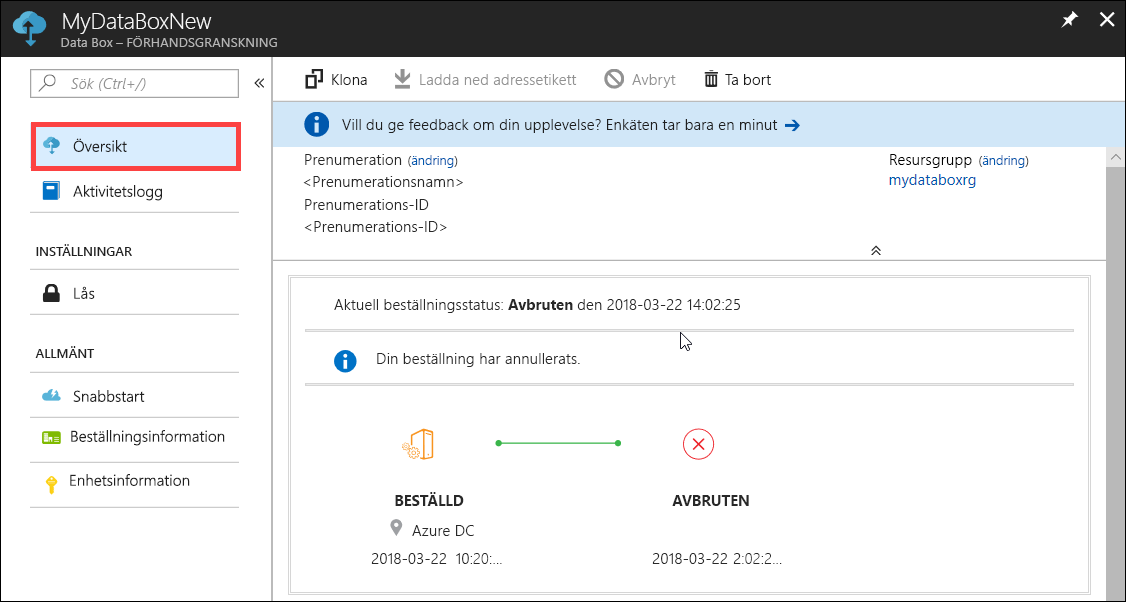 MyDataBoxNew
Data Box – FÖRHANDSGRANSKNING
Sök (Ctrl+/)
Översikt
Aktivitetslogg
INSTÄLLNINGAR
Lås
ALLMÄNT
Snabbstart
Beställningsinformation
Enhetsinformation
Klona Ladda ned adressetikett Avbryt Ta bort
Vill du ge feedback om din upplevelse? Enkäten tar bara en minut
Prenumeration (ändring)
<Prenumerationsnamn>
Prenumerations-ID
<Prenumerations-ID>
Resursgrupp (ändring)
mydataboxrg
Aktuell beställningsstatus: Avbruten den 2018-03-22 14:02:25
Din beställning har annullerats.
BESTÄLLD
Azure DC
2018-03-22 10:20:...
AVBRUTEN
2018-03-22 2:02:2...